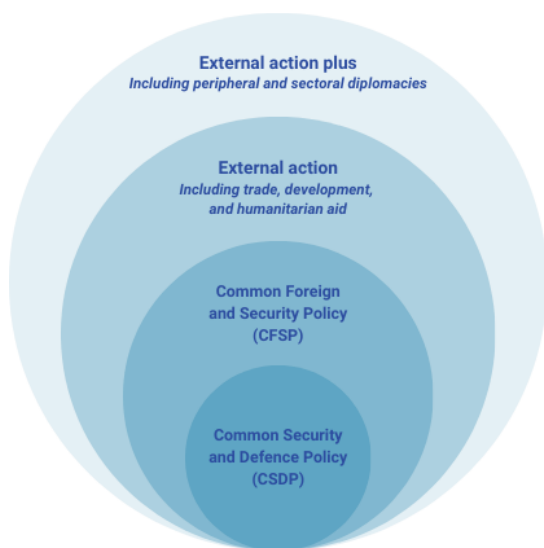 External action plus
Including peripheral and sectoral diplomacies
External action
Including trade, development,
and humanitarian aid
Common Foreign
and Security Policy
(CFSP)
Common Security
and Defence Policy
(CSDP)